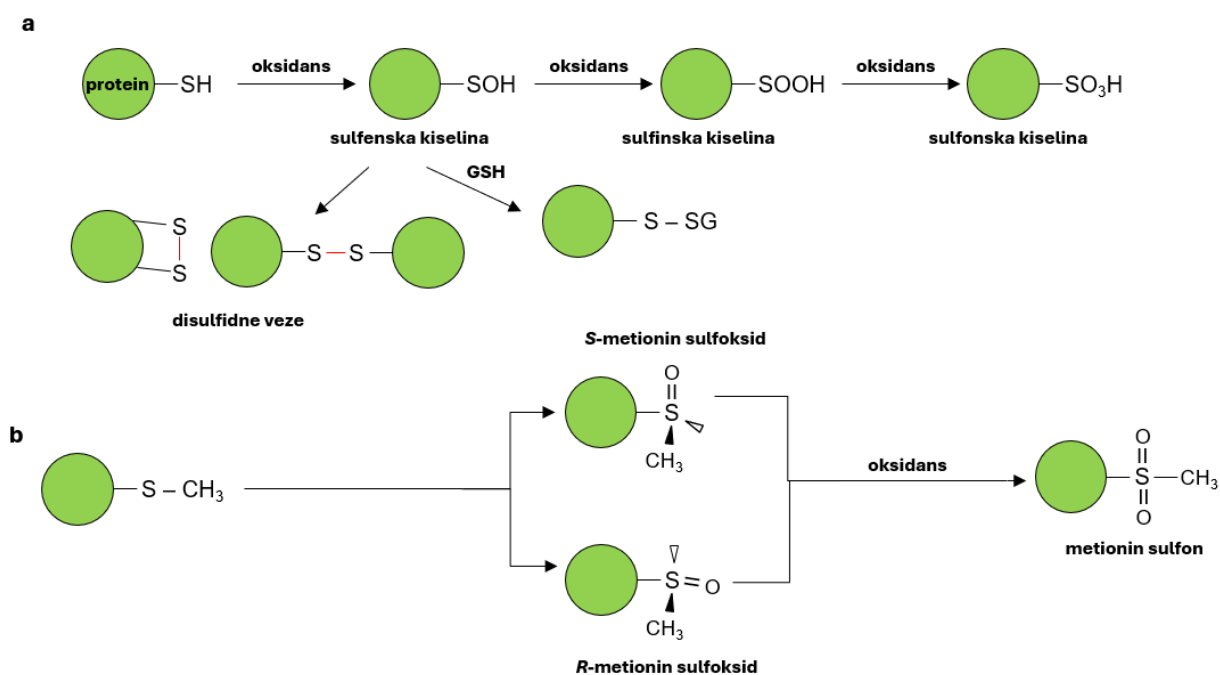 a
protein
SH
oksidans
SOH
oksidans
SOOH
oksidans
SO₃H
sulfenska kiselina
sulfinska kiselina
sulfonska kiselina
GSH
S
S
S – S
S – SG
disulfidne veze
S-metionin sulfoksid
O
S
CH₃
b
S – CH₃
oksidans
O
S
CH₃
O
metionin sulfon
S = O
CH₃
R-metionin sulfoksid